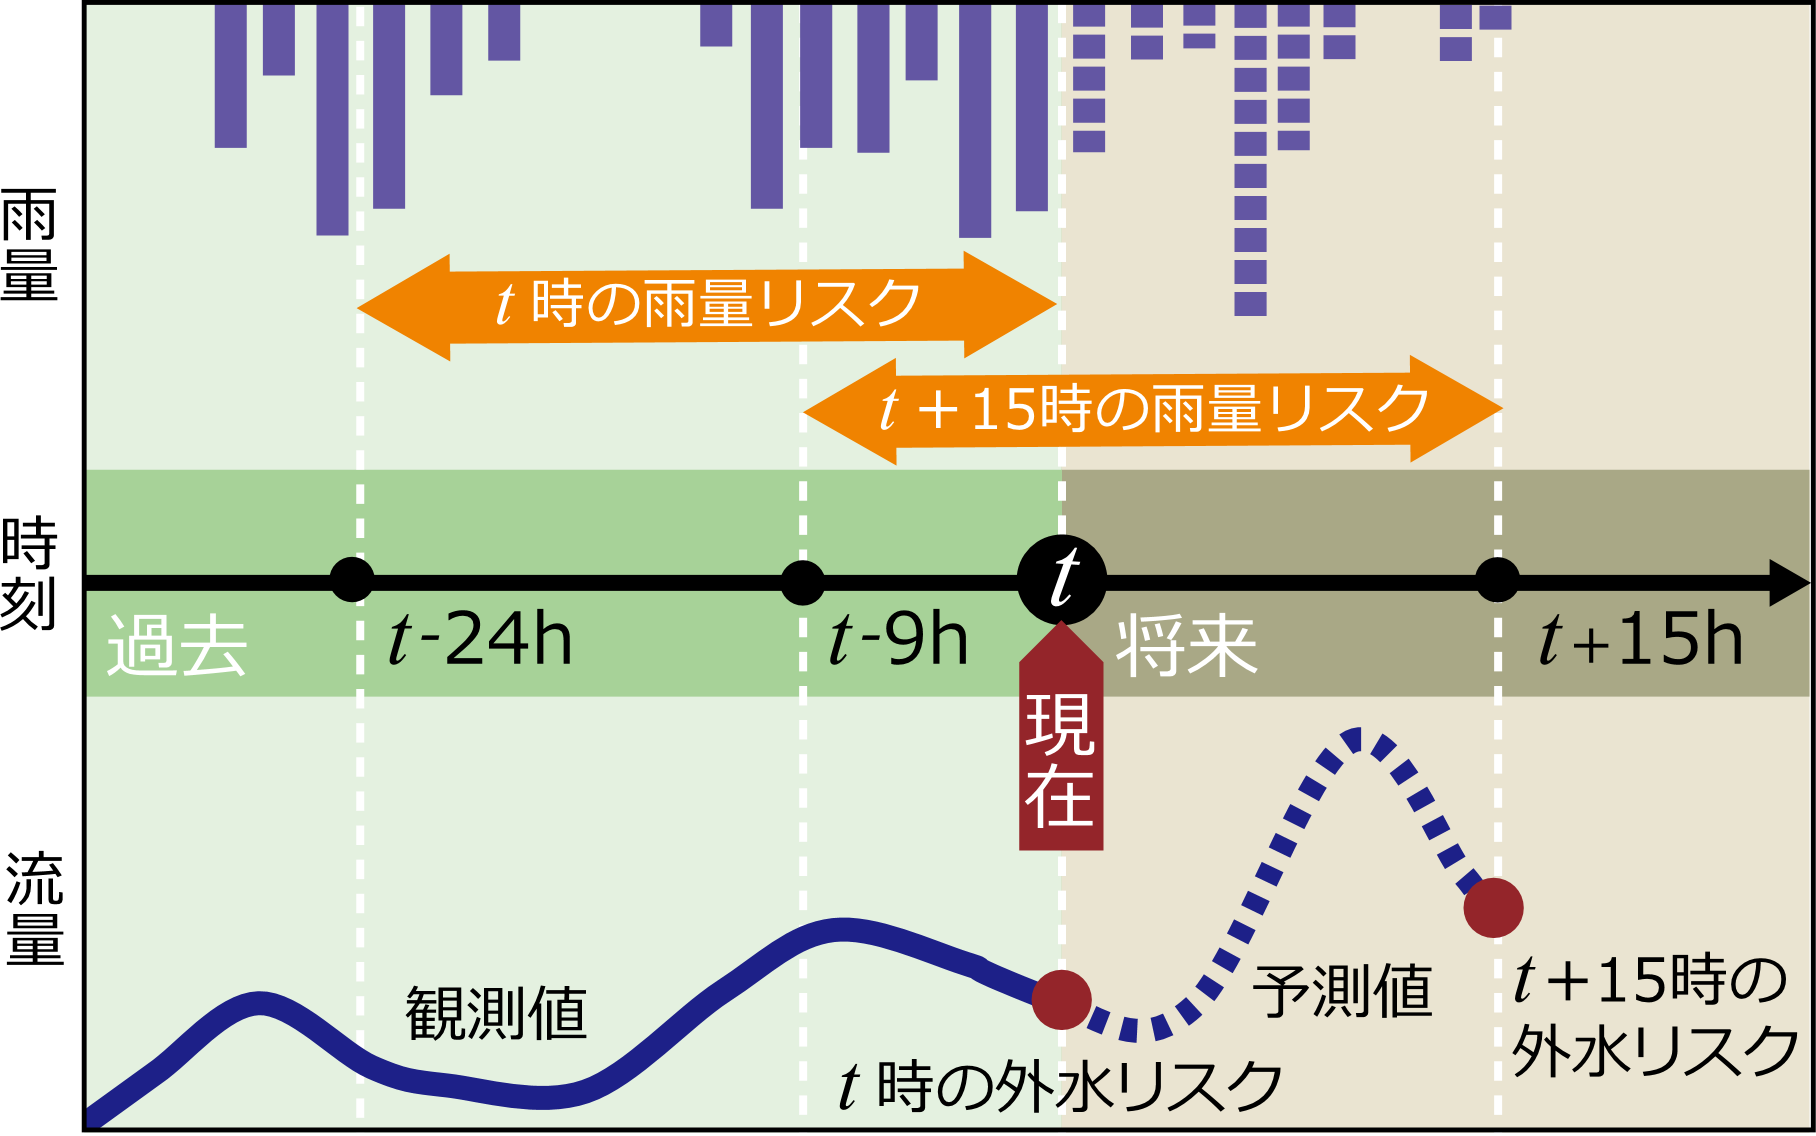 雨量
t 時の雨量リスク
t +15時の雨量リスク
時刻
t
過去
t-24h
t-9h
将来
t+15h
現在
流量
観測値
予測値
t 時の外水リスク
t+15時の
外水リスク